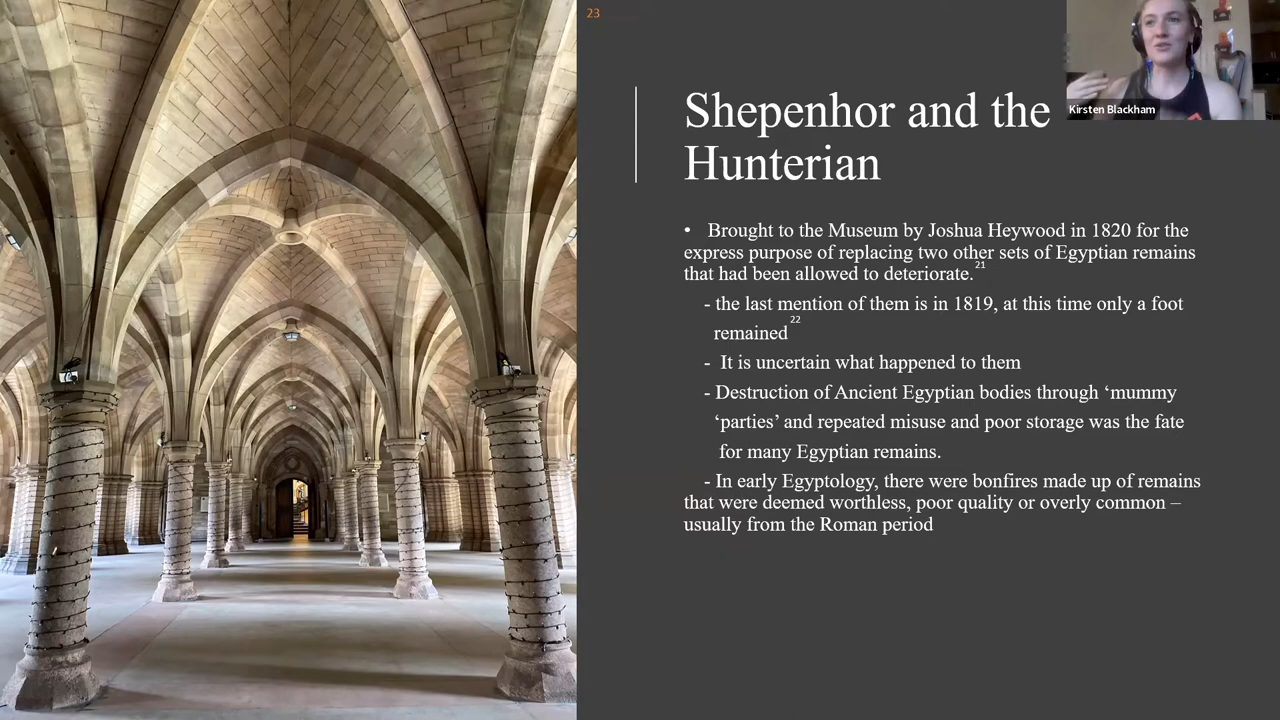 23
Kirsten Blackham
Shepenhor and the
Hunterian
• Brought to the Museum by Joshua Heywood in 1820 for the
express purpose of replacing two other sets of Egyptian remains
that had been allowed to deteriorate.21
- the last mention of them is in 1819, at this time only a foot
remained22
- It is uncertain what happened to them
- Destruction of Ancient Egyptian bodies through ‘mummy
‘parties’ and repeated misuse and poor storage was the fate
for many Egyptian remains.
- In early Egyptology, there were bonfires made up of remains
that were deemed worthless, poor quality or overly common –
usually from the Roman period